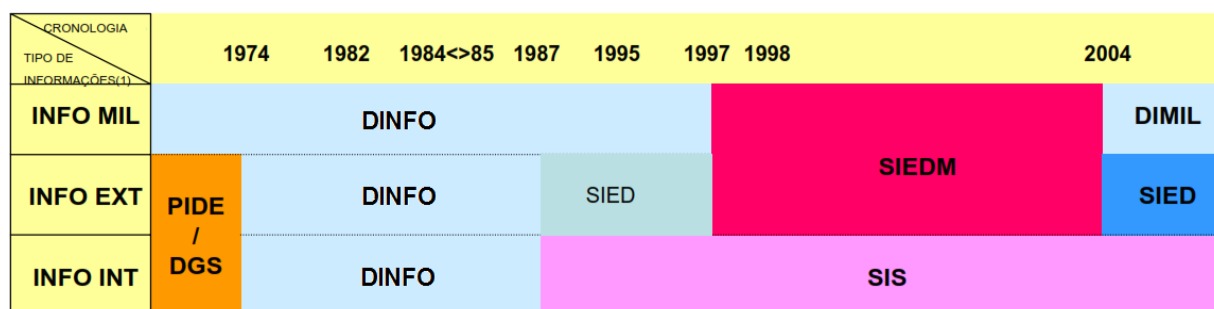 CRONOLOGIA
TIPO DE
INFORMAÇÕES(1)
1974 1982 1984<>85 1987 1995 1997 1998 2004
INFO MIL DINFO DIMIL
SIEDM
INFO EXT DINFO SIED SIED
PIDE
/
DGS
INFO INT DINFO SIS